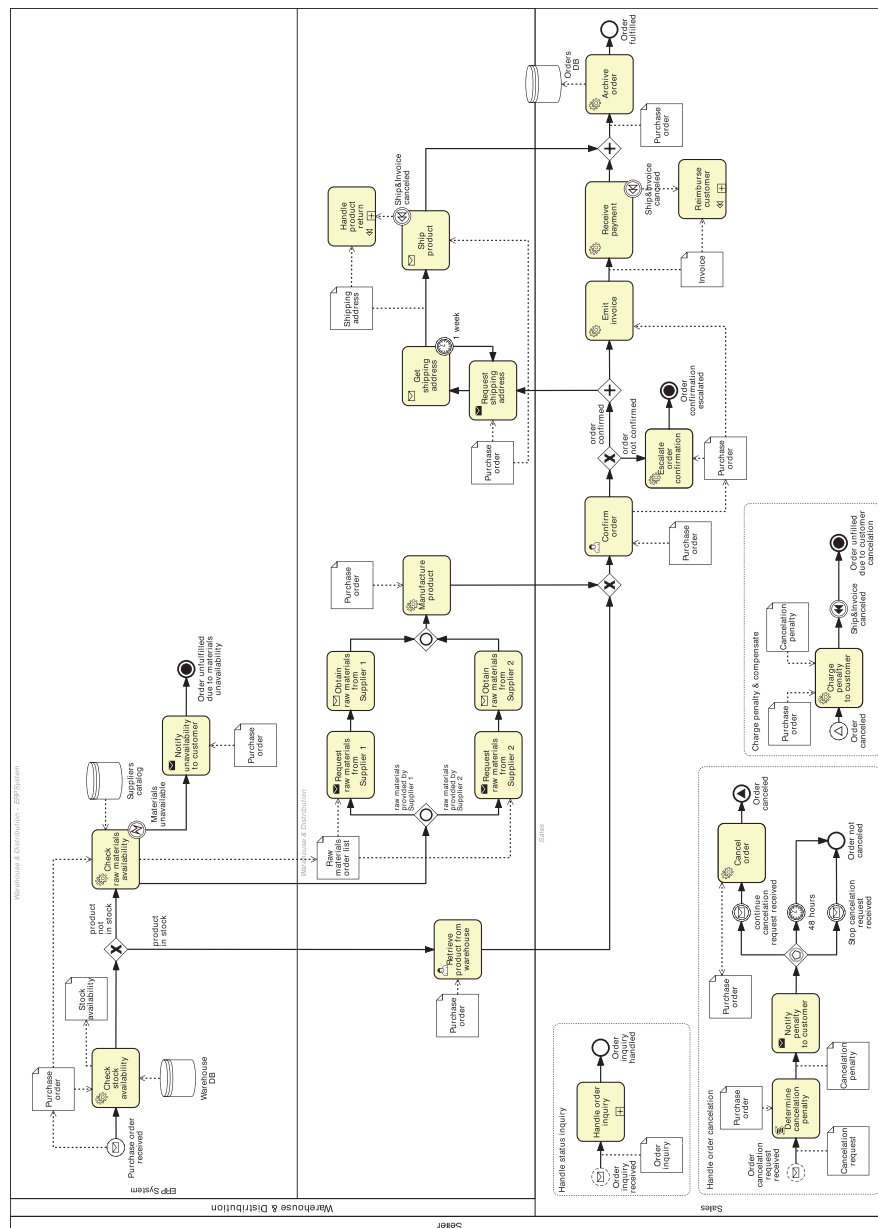 Seller
Warehouse & Distribution
ERP System
Warehouse & Distribution - ERPSystem
Purchase order
received
Purchase
order
Check
stock
availability
Warehouse
DB
Stock
availability
product
not
in stock
product
in stock
Check
raw materials
availability
Suppliers
catalog
Materials
unavailable
Notify
unavailability
to customer
Purchase
order
Order unfulfilled
due to materials
unavailability
Warehouse & Distribution
Purchase
order
Retrieve
product from
warehouse
Raw
materials
order list
raw materials
provided by
Supplier 1
raw materials
provided by
Supplier 2
Request
raw materials
from
Supplier 1
Obtain
raw materials
from
Supplier 1
Request
raw materials
from
Supplier 2
Obtain
raw materials
from
Supplier 2
Purchase
order
Manufacture
product
Purchase
order
Request
shipping
address
Get
shipping
address
1 week
Shipping
address
Ship
product
Ship&Invoice
canceled
Handle
product
return
Sales
Sales
Confirm
order
Purchase
order
order
confirmed
order
not confirmed
Escalate
order
confirmation
Order
confirmation
escalated
Purchase
order
Emit
invoice
Invoice
Receive
payment
Ship&Invoice
canceled
Reimburse
customer
Purchase
order
Archive
order
Orders
DB
Order
fulfilled
Handle status inquiry
Order
inquiry
received
Order
inquiry
Handle order
inquiry
Order
inquiry
handled
Handle order cancelation
Order
cancelation
request
received
Cancelation
request
Purchase
order
Determine
cancelation
penalty
Cancelation
penalty
Notify
penalty
to customer
Purchase
order
continue
cancelation
request received
48 hours
Stop cancelation
request received
Cancel
order
Order
canceled
Order not
canceled
Charge penalty & compensate
Order
canceled
Purchase
order
Cancelation
penalty
Charge
penalty
to customer
Ship&Invoice
canceled
Order unfilled
due to customer
cancelation